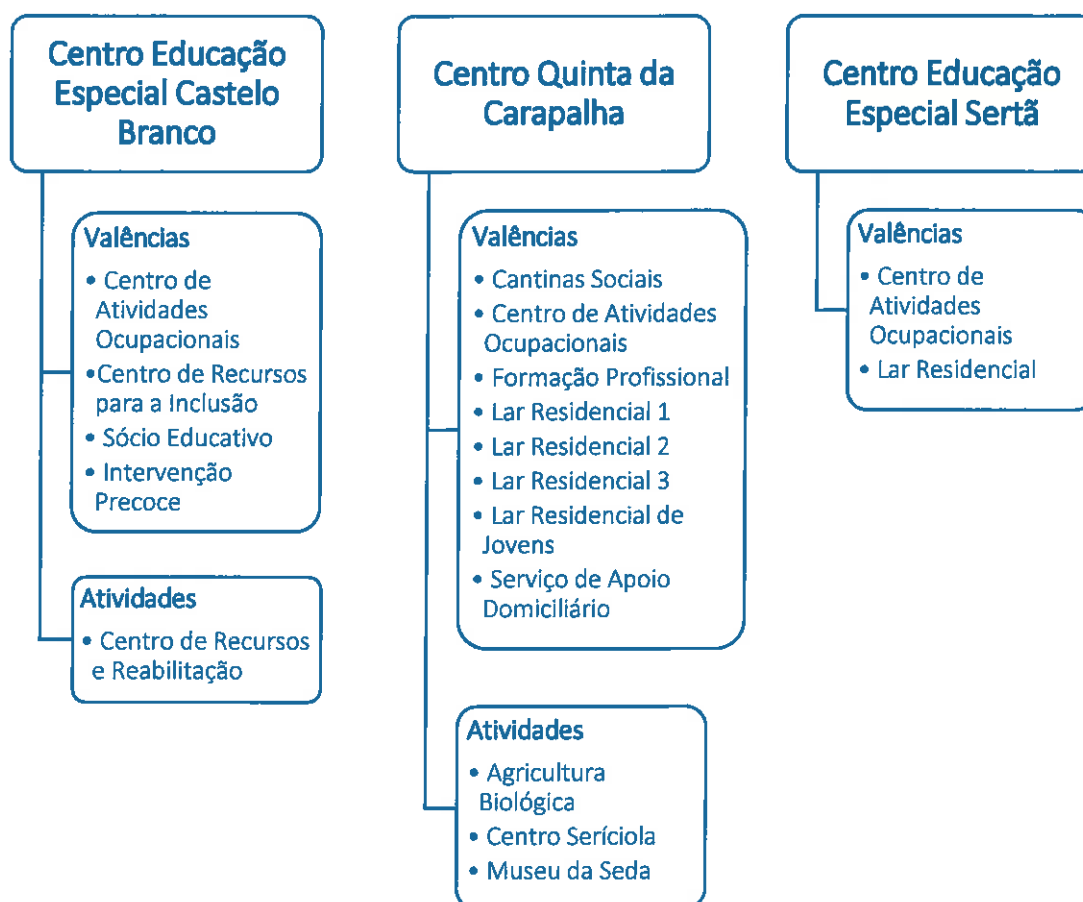 Centro Educação
Especial Castelo
Branco
Valências
• Centro de
Atividades
Ocupacionais
•Centro de Recursos
para a Inclusão
• Sócio Educativo
• Intervenção
Precoce
Atividades
• Centro de Recursos
e Reabilitação
Centro Quinta da
Carapalha
Valências
• Cantinas Sociais
• Centro de Atividades
Ocupacionais
• Formação Profissional
• Lar Residencial 1
• Lar Residencial 2
• Lar Residencial 3
• Lar Residencial de
Jovens
• Serviço de Apoio
Domiciliário
Atividades
• Agricultura
Biológica
• Centro Seríciola
• Museu da Seda
Centro Educação
Especial Sertã
Valências
• Centro de
Atividades
Ocupacionais
• Lar Residencial